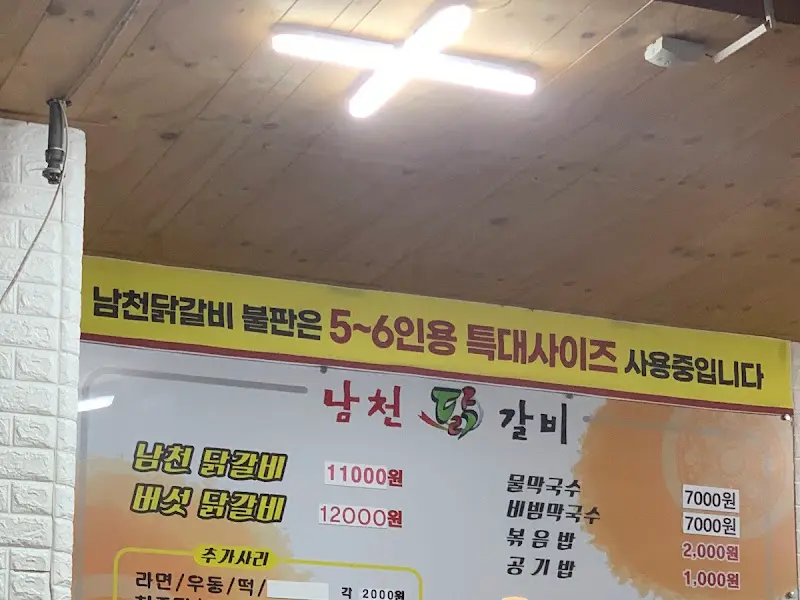 남천닭갈비 불판은 5~6인용 특대사이즈 사용중입니다
남천 닭 갈비
남천 닭갈비 11000원
버섯 닭갈비 12000원
추가사리
라면/우동/떡/ 각 2000원
물막국수 7000원
비빔막국수 7000원
볶음밥 2,000원
공기밥 1,000원